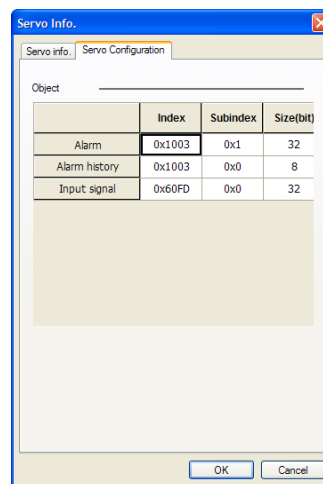 Servo Info.
Servo info. Servo Configuration
Object
Index Subindex Size(bit)
Alarm 0x1003 0x1 32
Alarm history 0x1003 0x0 8
Input signal 0x60FD 0x0 32
OK Cancel